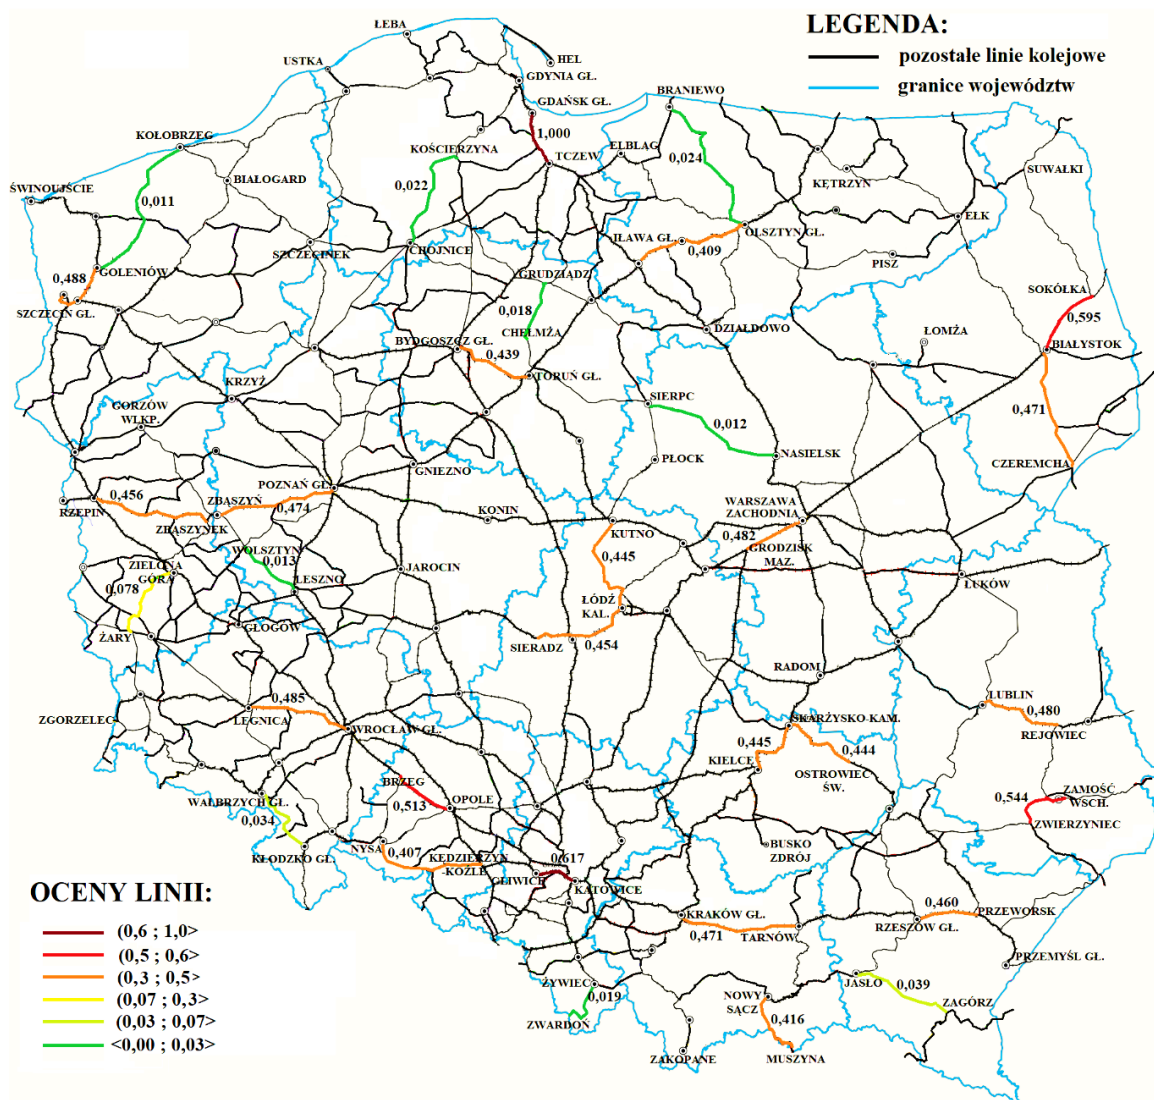 ŁEBA
LEGENDA:
pozostałe linie kolejowe
granice województw
USTKA
HEL
GDYNIA GŁ.
GDAŃSK GŁ.
BRANIEWO
KOŁOBRZEG
1,000
KOŚCIERZYNA
TCZEW
ELBLĄG
0,024
SUWAŁKI
ŚWINOUJŚCIE
BIAŁOGARD
0,022
KĘTRZYN
0,011
EŁK
SZCZECINEK
CHOJNICE
IŁAWA GŁ.
OLSZTYN GŁ.
0,409
PISZ
0,488
GOLENIÓW
GRUDZIĄDZ
SOKÓŁKA
SZCZECIN GŁ.
0,018
0,595
CHEŁMŻA
DZIAŁDOWO
ŁOMŻA
BYDGOSZCZ GŁ.
BIAŁYSTOK
0,439
TORUŃ GŁ.
KRZYŻ
SIERPC
GORZÓW
WLKP.
0,471
0,012
NASIELSK
PŁOCK
GNIEZNO
CZEREMCHA
POZNAŃ GŁ.
0,456
ZBĄSZYŃ
0,474
RZEPIN
WARSZAWA
ZACHODNIA
KONIN
ZBĄSZYNEK
KUTNO
0,482
GRODZISK
MAZ.
WOLSZTYN
0,013
0,445
ZIELONA
GÓRA
JAROCIN
LESZNO
ŁUKÓW
0,078
ŁÓDŹ
KAL.
GŁOGÓW
ŻARY
SIERADZ
0,454
RADOM
LUBLIN
0,485
0,480
LEGNICA
ZGORZELEC
SKARŻYSKO KAM.
WROCŁAW GŁ.
REJOWIEC
0,445
0,444
KIELCE
OSTROWIEC
ŚW.
BRZEG
ZAMOŚĆ
WSCH.
WAŁBRZYCH GŁ.
0,513
OPOLE
0,544
0,034
ZWIERZYNIEC
BUSKO
ZDRÓJ
NYSA
0,407
KĘDZIERZYN
-KOŹLE
0,617
KŁODZKO GŁ.
GLIWICE
KATOWICE
OCENY LINII:
0,460
KRAKÓW GŁ.
PRZEWORSK
RZESZÓW GŁ.
(0,6 ; 1,0>
0,471
TARNÓW
(0,5 ; 0,6>
PRZEMYŚL GŁ.
(0,3 ; 0,5>
ŻYWIEC
JASŁO
0,039
(0,07 ; 0,3>
0,019
NOWY
SĄCZ
ZAGÓRZ
(0,03 ; 0,07>
ZWARDOŃ
0,416
<0,00 ; 0,03>
ZAKOPANE
MUSZYNA